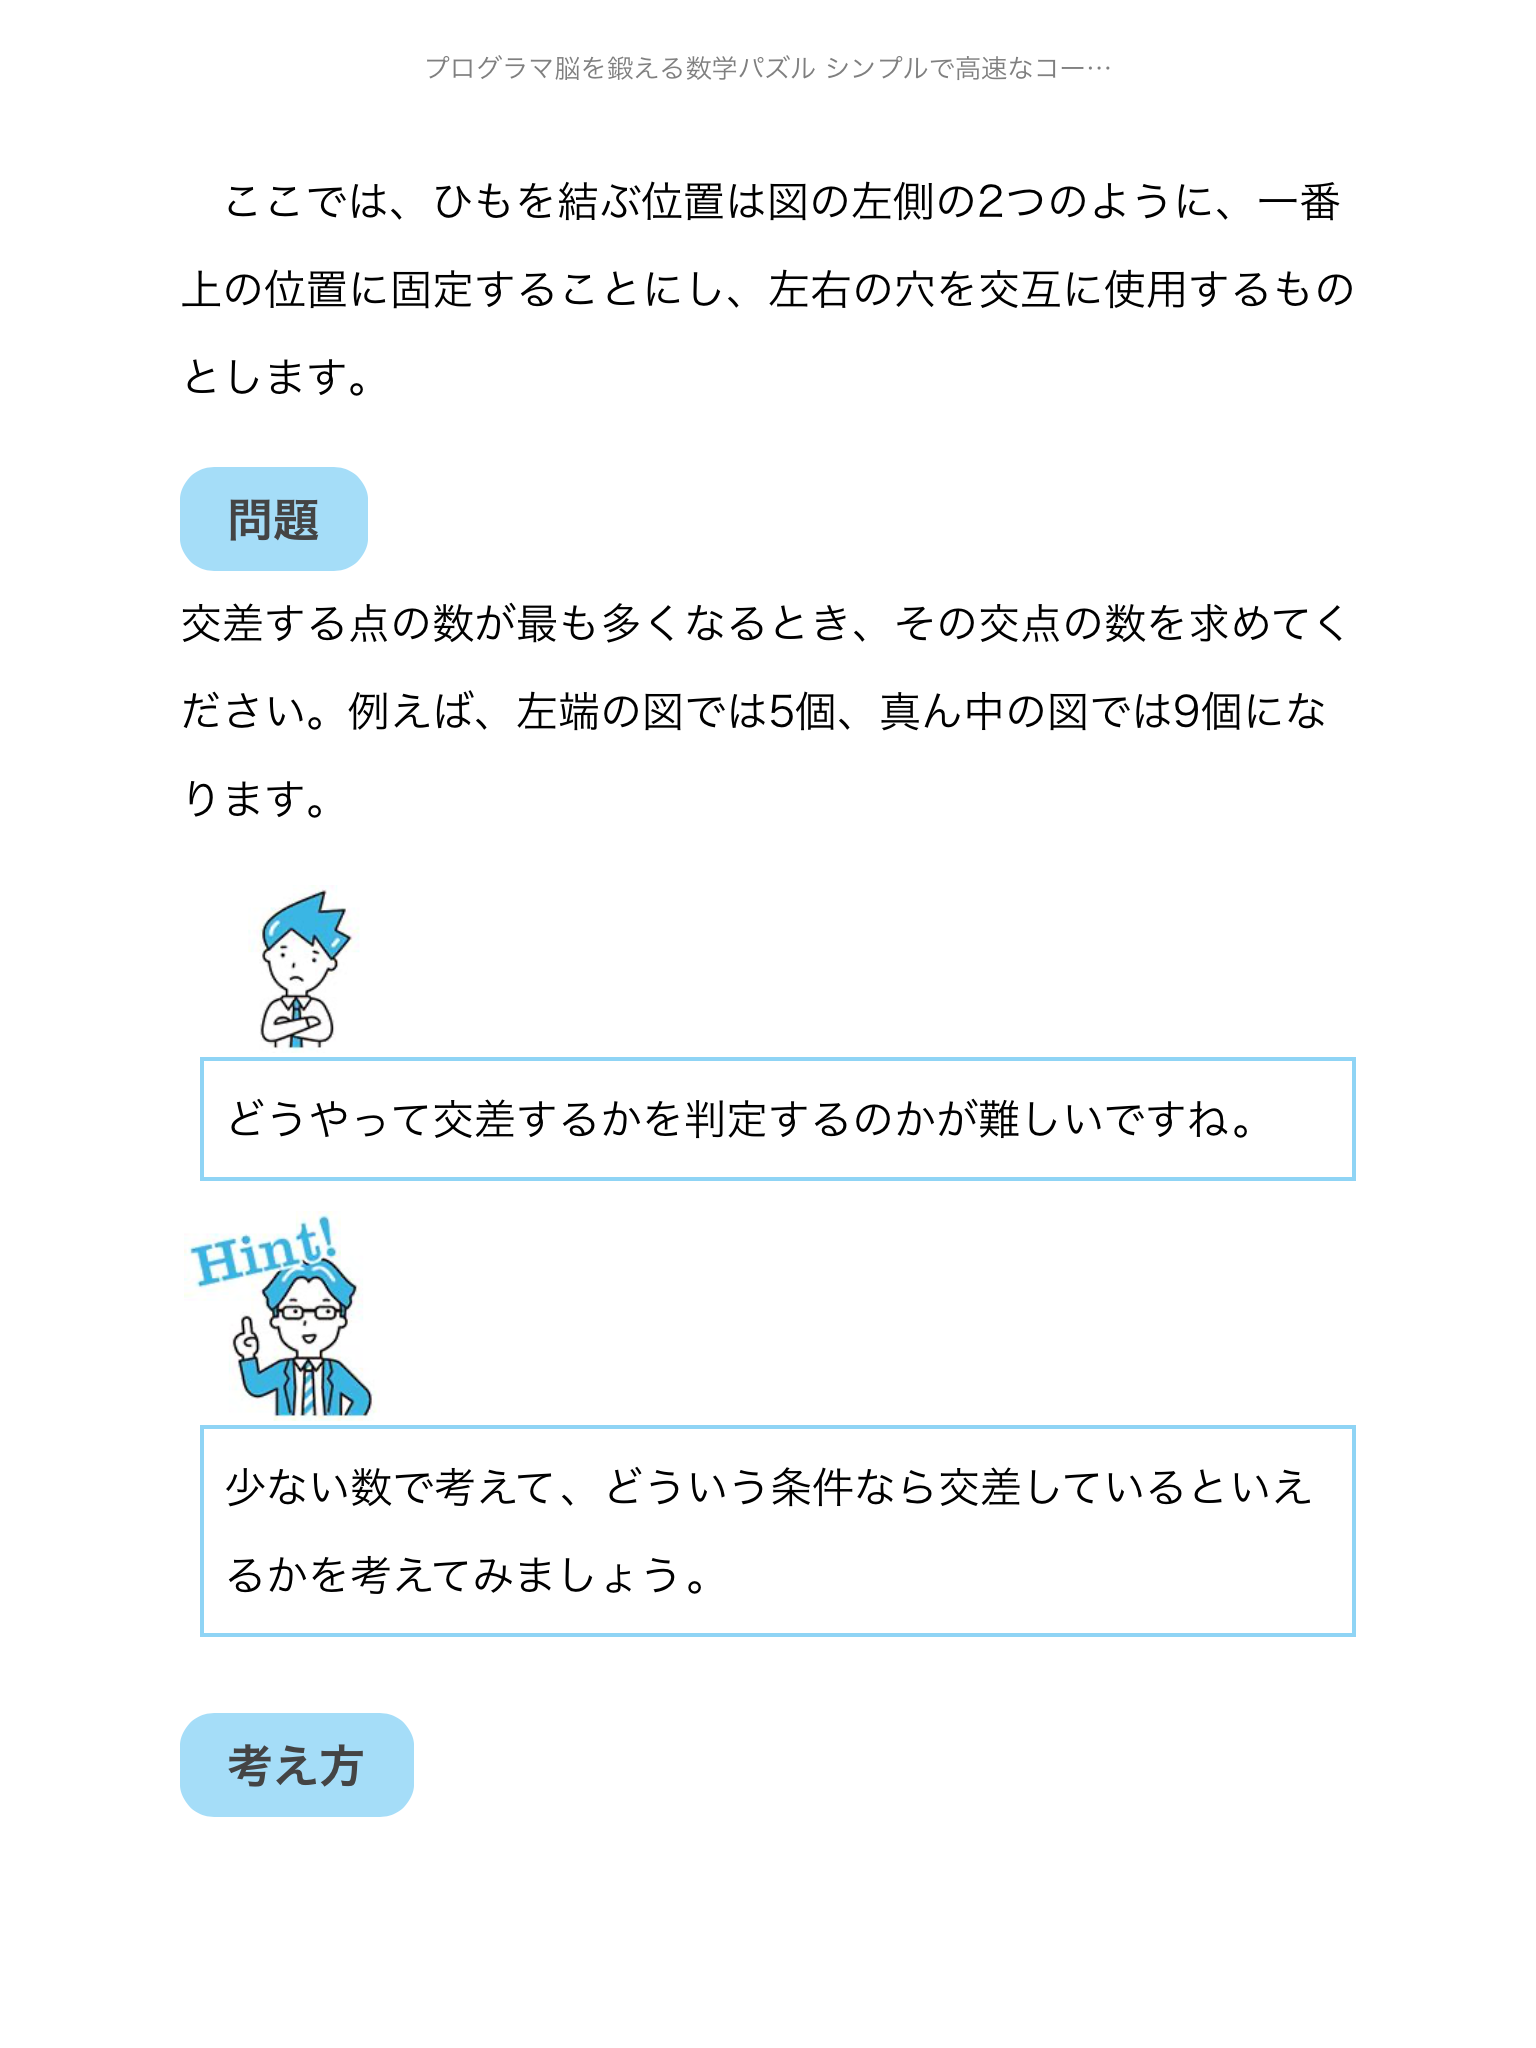 プログラマ脳を鍛える数学パズル シンプルで高速なコー…
ここでは、ひもを結ぶ位置は図の左側の2つのように、一番
上の位置に固定することにし、左右の穴を交互に使用するもの
とします。
問題
交差する点の数が最も多くなるとき、その交点の数を求めてく
ださい。例えば、左端の図では5個、真ん中の図では9個にな
ります。
どうやって交差するかを判定するのかが難しいですね。
Hint!
少ない数で考えて、どういう条件なら交差しているといえ
るかを考えてみましょう。
考え方